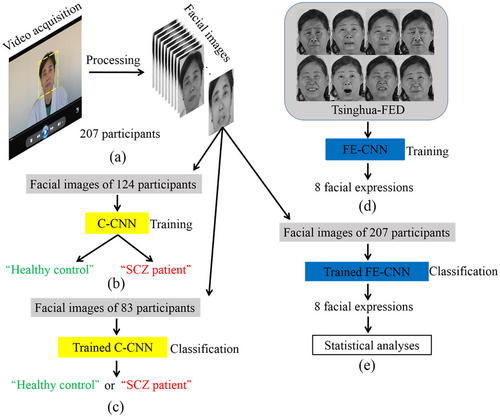 Video acquisition
Processing
Facial images
207 participants
(a)
Facial images of 124 participants
C-CNN
Training
“Healthy control”
“SCZ patient”
(b)
Facial images of 83 participants
Trained C-CNN
Classification
“Healthy control” or “SCZ patient”
(c)
Tsinghua-FED
FE-CNN
Training
8 facial expressions
(d)
Facial images of 207 participants
Trained FE-CNN
Classification
8 facial expressions
Statistical analyses
(e)